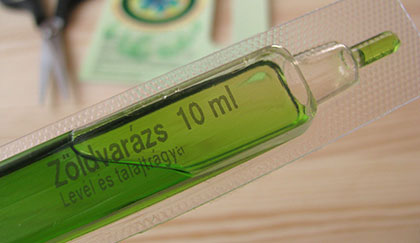 Zöldvarázs 10 ml
Levél és talajtrágya